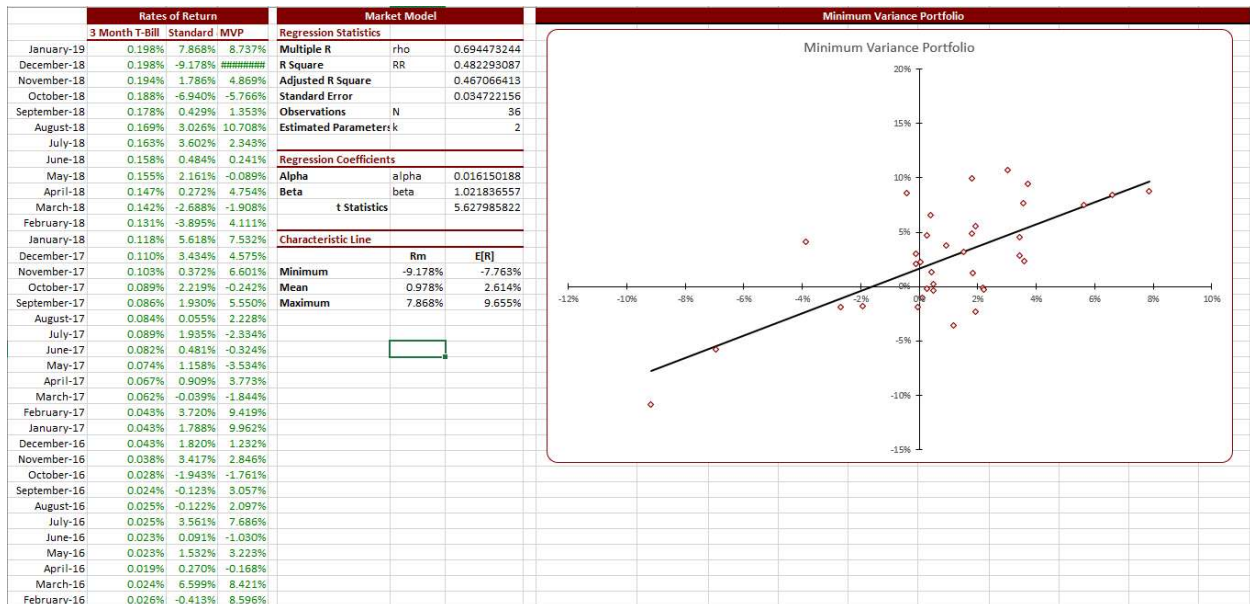 Rates of Return Market Model Minimum Variance Portfolio
3 Month T-Bill Standard MVP Regression Statistics
January-19 0.198% 7.868% 8.737% Multiple R rho 0.694473244
December-18 0.198% -9.178% ######## R Square RR 0.482293087
November-18 0.194% 1.786% 4.869% Adjusted R Square 0.467066413
October-18 0.188% -6.940% -5.766% Standard Error 0.034722156
September-18 0.178% 0.429% 1.353% Observations N 36
August-18 0.169% 3.026% 10.708% Estimated Parameters k 2
July-18 0.163% 3.602% 2.343%
June-18 0.158% 0.484% 0.241% Regression Coefficients
May-18 0.155% 2.161% -0.089% Alpha alpha 0.016150188
April-18 0.147% 0.272% 4.754% Beta beta 1.021836557
March-18 0.142% -2.688% -1.908% t Statistics 5.627985822
February-18 0.131% -3.895% 4.111%
January-18 0.118% 5.618% 7.532% Characteristic Line
December-17 0.110% 3.434% 4.575% Rm E[R]
November-17 0.103% 0.372% 6.601% Minimum -9.178% -7.763%
October-17 0.089% 2.219% -0.242% Mean 0.978% 2.614%
September-17 0.086% 1.930% 5.550% Maximum 7.868% 9.655%
August-17 0.084% 0.055% 2.228%
July-17 0.089% 1.935% -2.334%
June-17 0.082% 0.481% -0.324%
May-17 0.074% 1.158% -3.534%
April-17 0.067% 0.909% 3.773%
March-17 0.062% -0.039% -1.844%
February-17 0.043% 3.720% 9.419%
January-17 0.043% 1.788% 9.962%
December-16 0.043% 1.820% 1.232%
November-16 0.038% 3.417% 2.846%
October-16 0.028% -1.943% -1.761%
September-16 0.024% -0.123% 3.057%
August-16 0.025% -0.122% 2.097%
July-16 0.025% 3.561% 7.686%
June-16 0.023% 0.091% -1.030%
May-16 0.023% 1.532% 3.223%
April-16 0.019% 0.270% -0.168%
March-16 0.024% 6.599% 8.421%
February-16 0.026% -0.413% 8.596%
Minimum Variance Portfolio
20%
15%
10%
5%
0%
-12% -10% -8% -6% -4% -2% 0% 2% 4% 6% 8% 10%
-5%
-10%
-15%